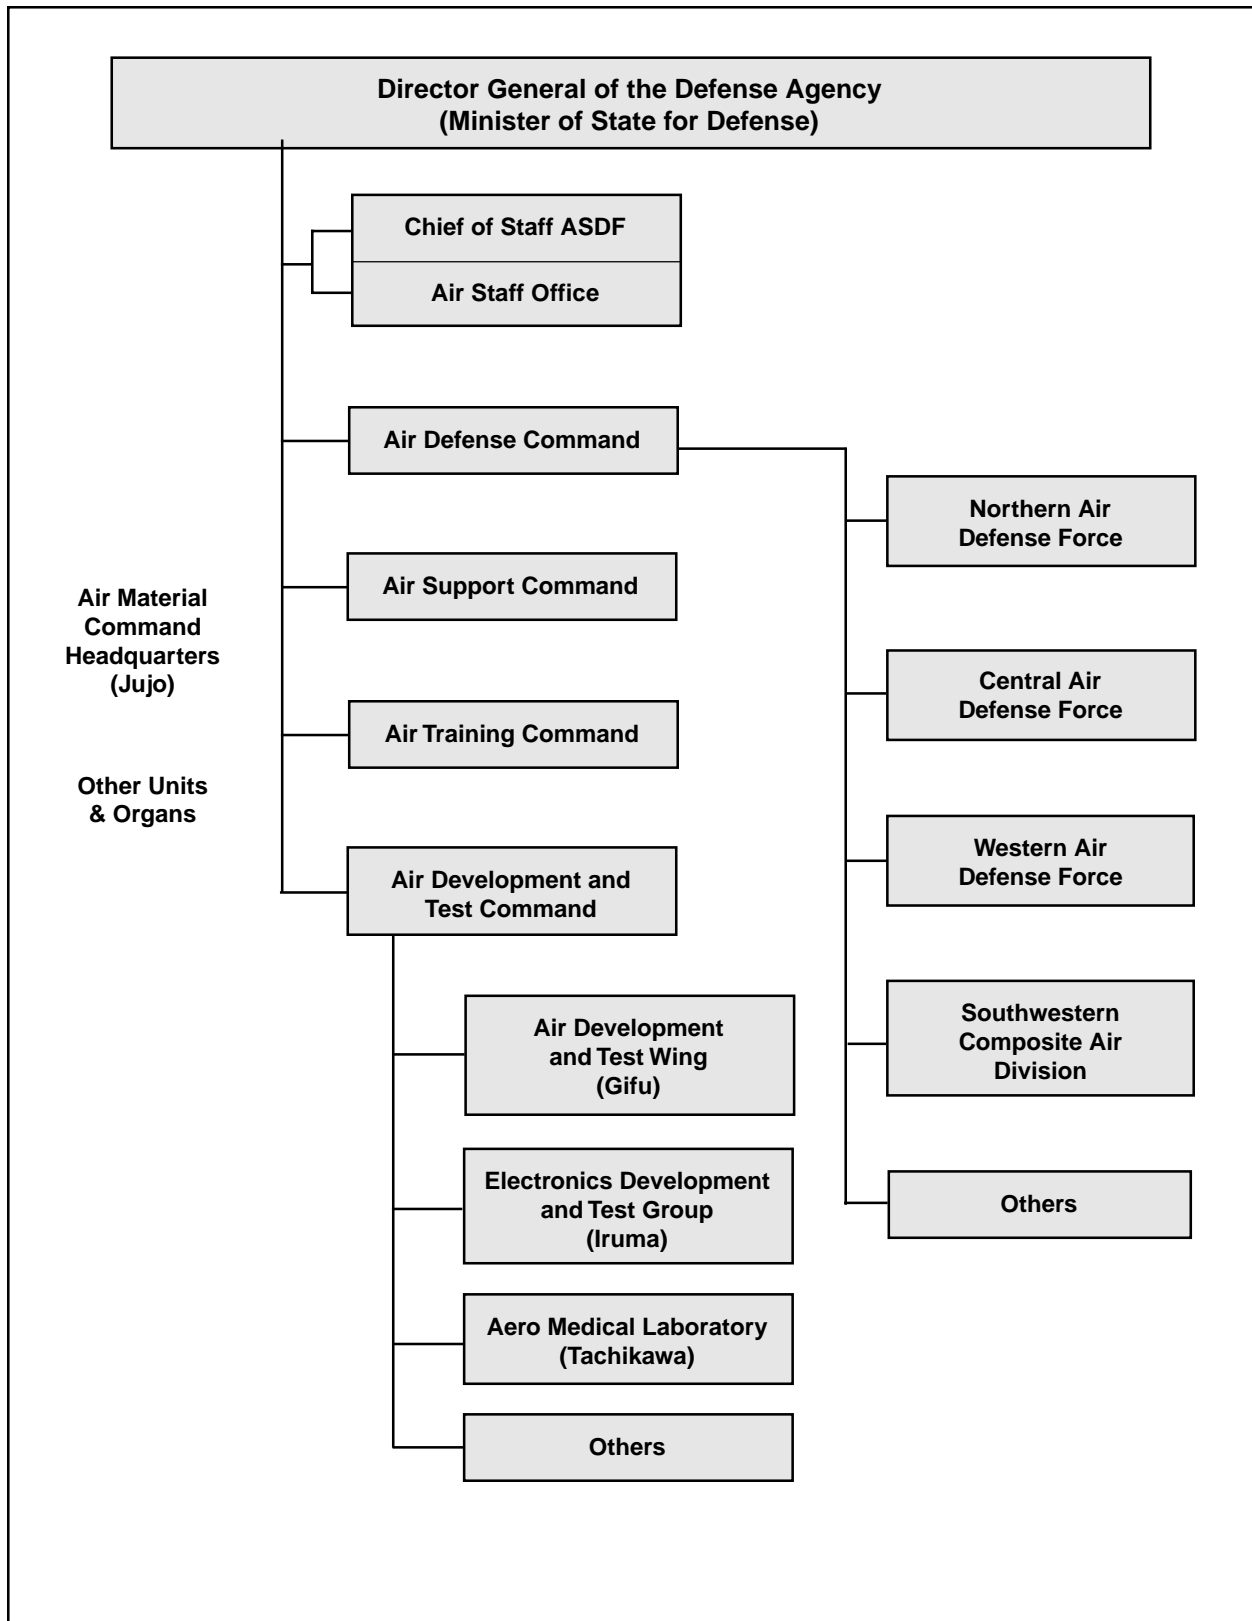 Director General of the Defense Agency
(Minister of State for Defense)
Chief of Staff ASDF
Air Staff Office
Air Defense Command
Air Support Command
Air Material
Command
Headquarters
(Jujo)
Air Training Command
Other Units
& Organs
Air Development and
Test Command
Air Development
and Test Wing
(Gifu)
Electronics Development
and Test Group
(Iruma)
Aero Medical Laboratory
(Tachikawa)
Others
Northern Air
Defense Force
Central Air
Defense Force
Western Air
Defense Force
Southwestern
Composite Air
Division
Others